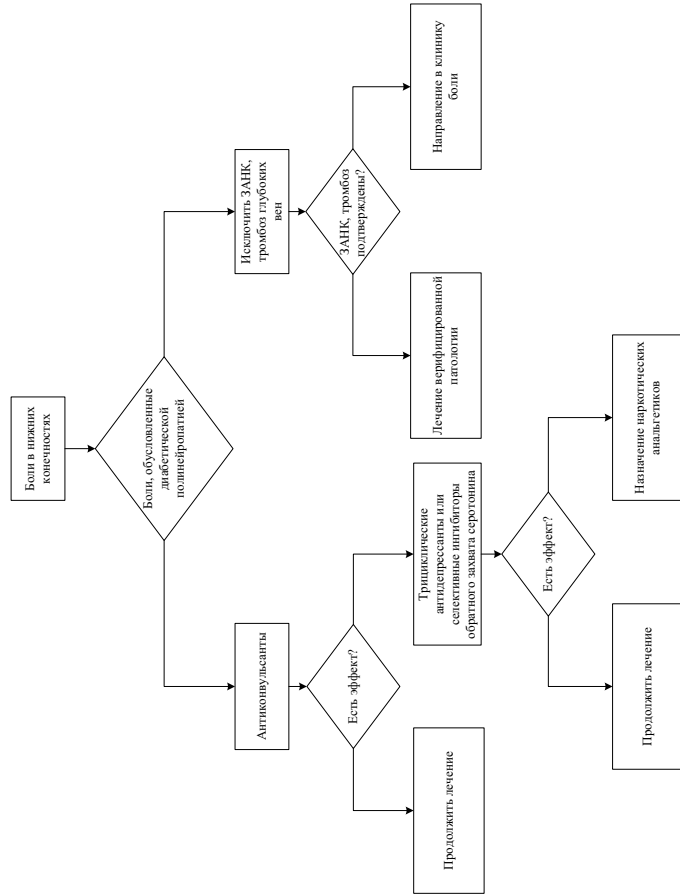 Боли в нижних
конечностях
Боли, обусловленные
диабетической
полинейропатией
Антиконвульсанты
Исключить ЗАНК,
тромбоз глубоких
вен
Есть эффект?
ЗАНК, тромбоз
подтверждены?
Продолжить лечение
Трициклические
антидепрессанты или
селективные ингибиторы
обратного захвата серотонина
Лечение верифицированной
патологии
Направление в клинику
боли
Есть эффект?
Продолжить лечение
Назначение наркотических
анальгетиков